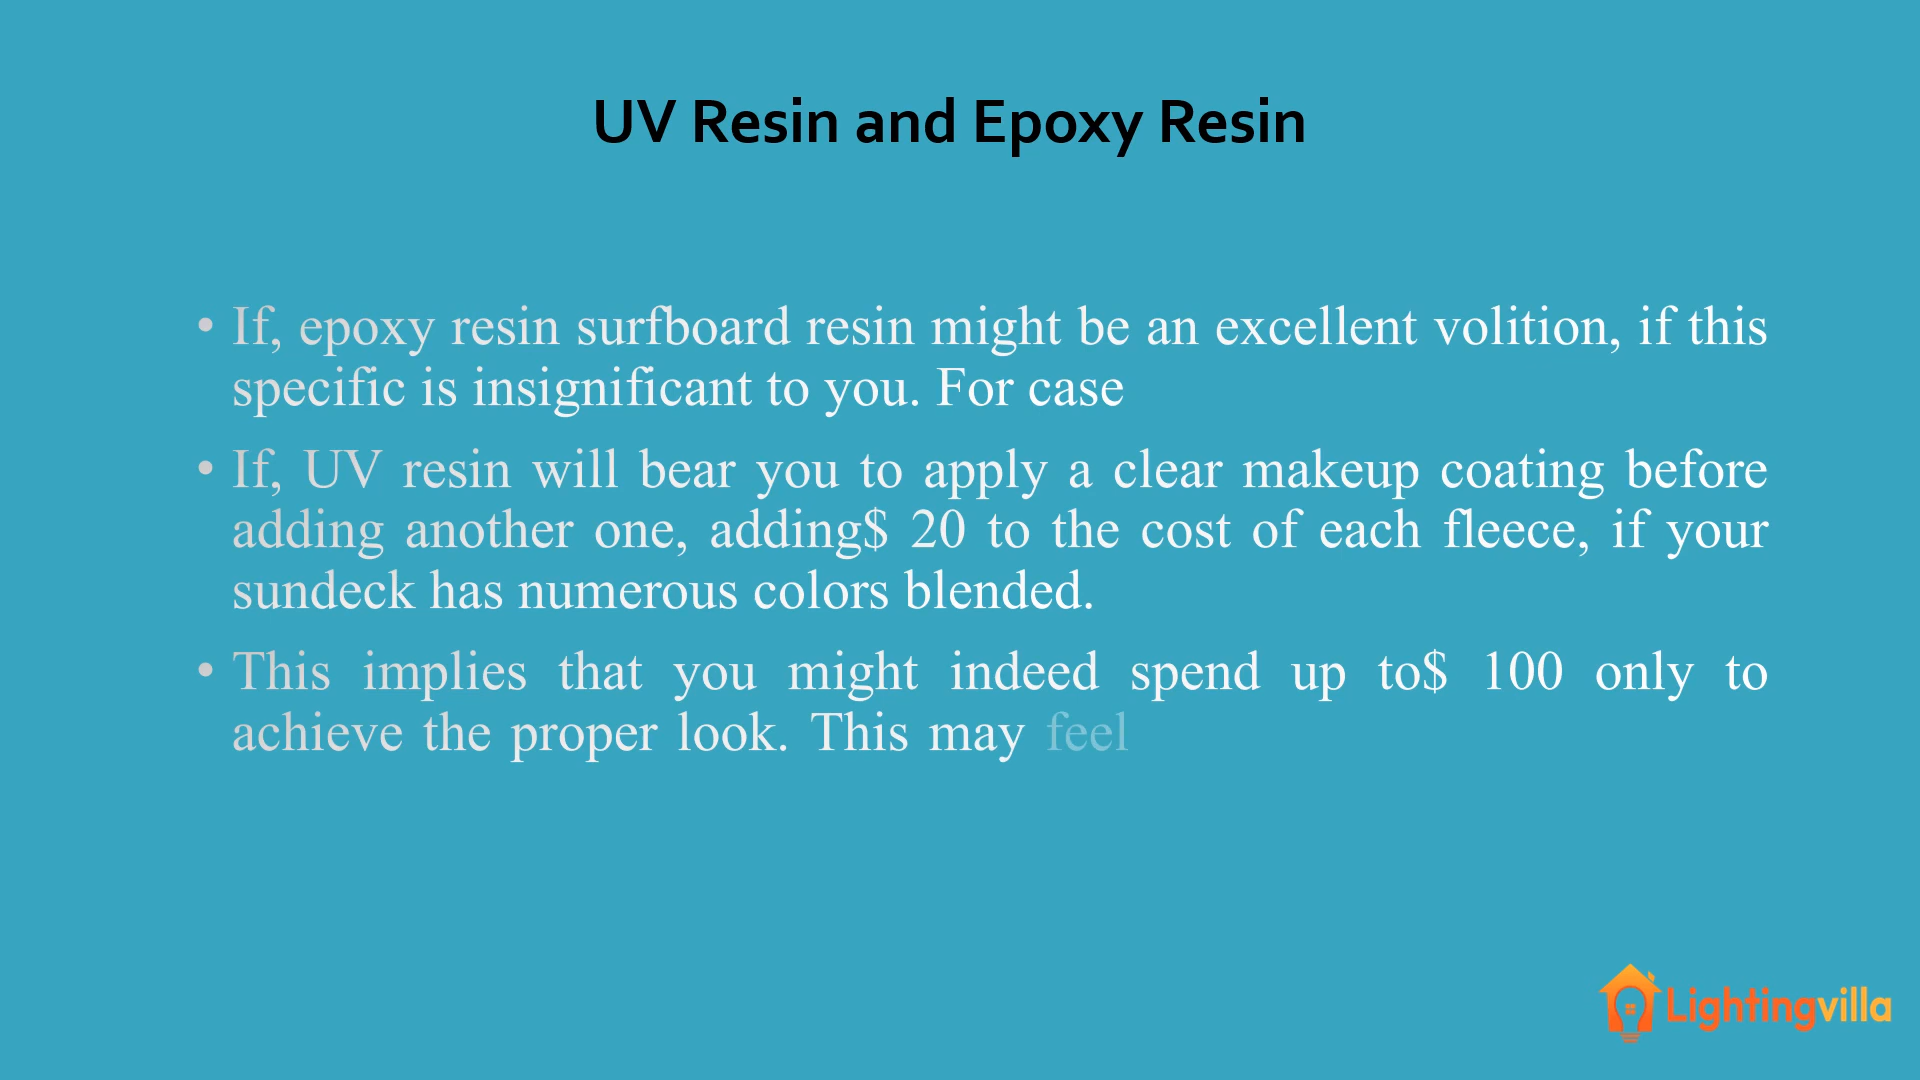 UV Resin and Epoxy Resin
• If, epoxy resin surfboard resin might be an excellent volition, if this
specific is insignificant to you. For case
• If, UV resin will bear you to apply a clear makeup coating before
adding another one, adding$ 20 to the cost of each fleece, if your
sundeck has numerous colors blended.
• This implies that you might indeed spend up to$ 100 only to
achieve the proper look. This may feel
Lightingvilla